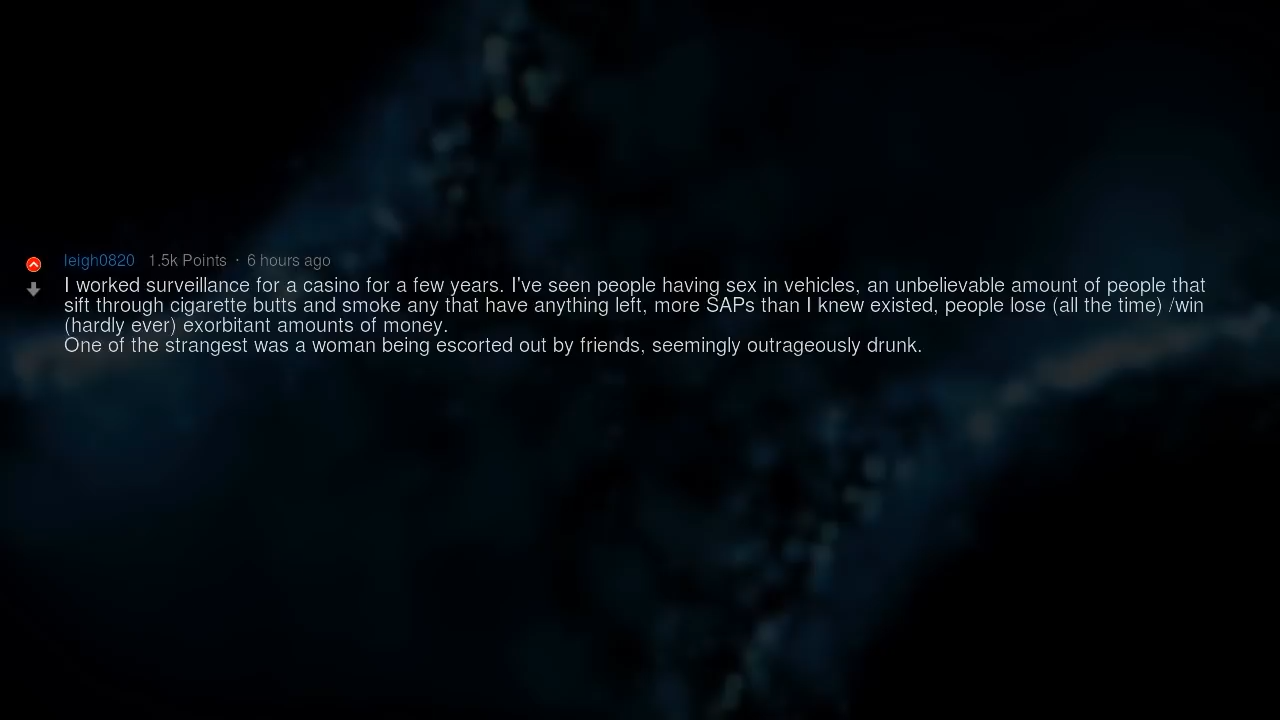 leigh0820 1.5k Points · 6 hours ago
I worked surveillance for a casino for a few years. I've seen people having sex in vehicles, an unbelievable amount of people that
sift through cigarette butts and smoke any that have anything left, more SAPs than I knew existed, people lose (all the time) /win
(hardly ever) exorbitant amounts of money.
One of the strangest was a woman being escorted out by friends, seemingly outrageously drunk.